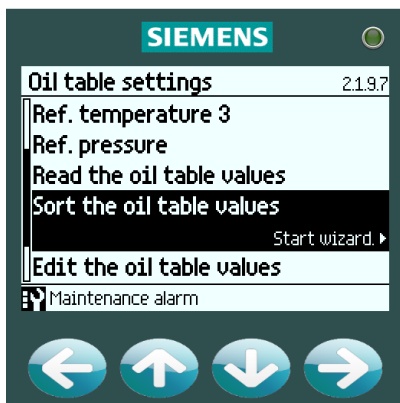 SIEMENS
Oil table settings 2.1.9.7
Ref. temperature 3
Ref. pressure
Read the oil table values
Sort the oil table values
Start wizard.
Edit the oil table values
Maintenance alarm